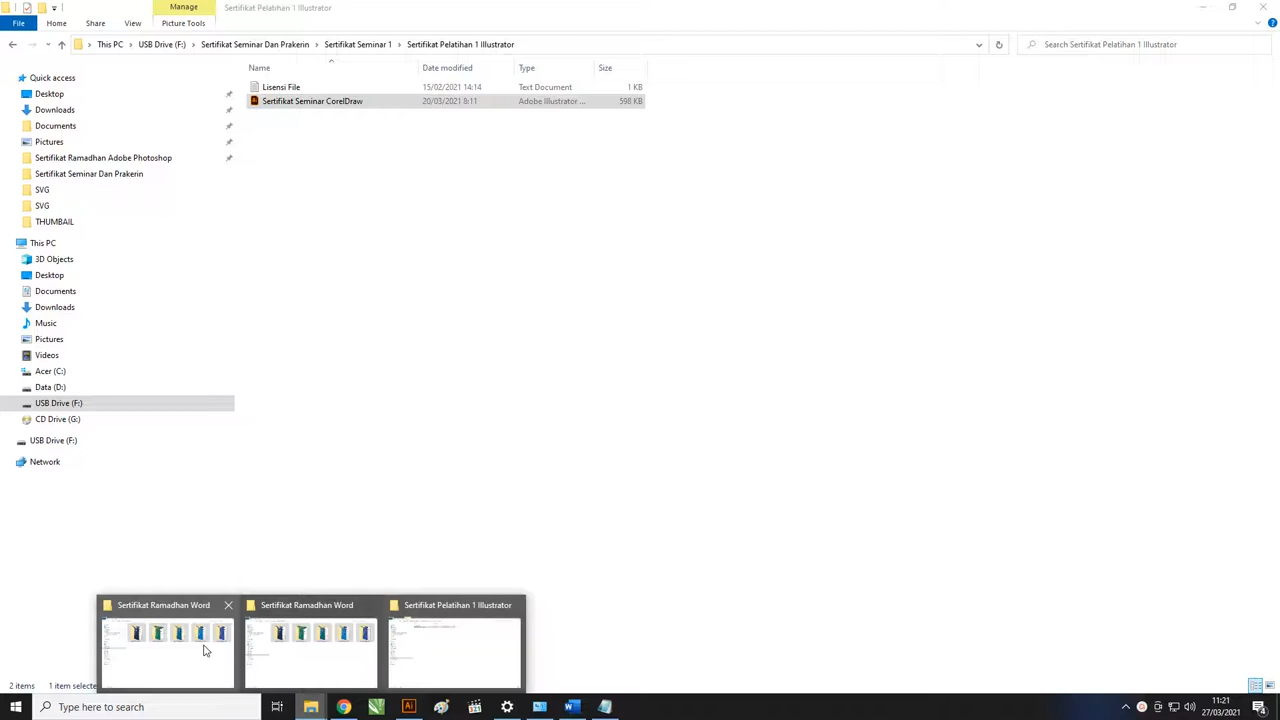 Manage
Sertifikat Pelatihan 1 Illustrator
File
Home
Share
View
Picture Tools
This PC
USB Drive (F:)
Sertifikat Seminar Dan Prakerin
Sertifikat Seminar 1
Sertifikat Pelatihan 1 Illustrator
Search Sertifikat Pelatihan 1 Illustrator
Name
Date modified
Type
Size
Quick access
Desktop
Downloads
Documents
Pictures
Sertifikat Ramadhan Adobe Photoshop
Sertifikat Seminar Dan Prakerin
SVG
SVG
THUMBAIL
This PC
3D Objects
Desktop
Documents
Downloads
Music
Pictures
Videos
Acer (C:)
Data (D:)
USB Drive (F:)
CD Drive (G:)
USB Drive (F:)
Network
Lisensi File
15/02/2021 14:14
Text Document
1 KB
Sertifikat Seminar CorelDraw
20/03/2021 8:11
Adobe Illustrator ...
598 KB
Sertifikat Ramadhan Word
Sertifikat Ramadhan Word
Sertifikat Pelatihan 1 Illustrator
2 items
1 item selecte
Type here to search
11:21
27/03/2021
4